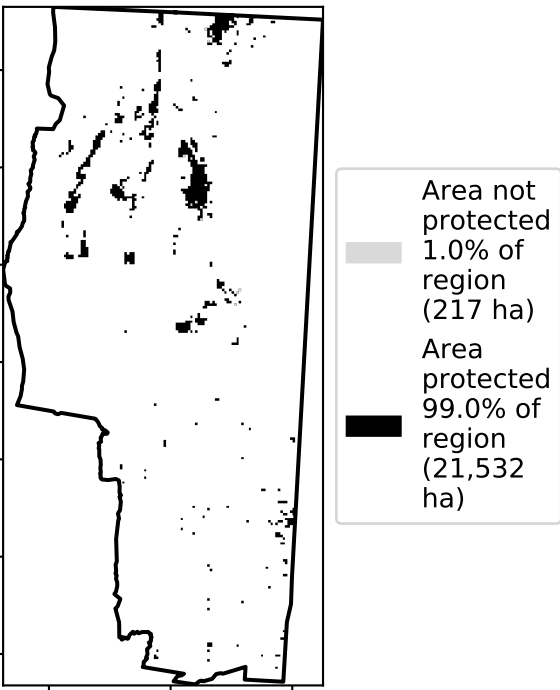 Area not
protected
1.0% of
region
(217 ha)
Area
protected
99.0% of
region
(21,532
ha)